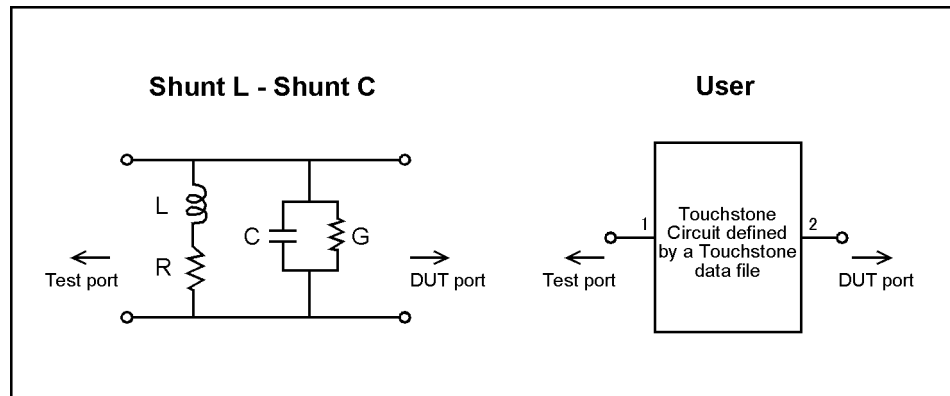 Shunt L - Shunt C
User
L
R
C
G
Test port
DUT port
1
2
Touchstone
Circuit defined
by a Touchstone
data file
Test port
DUT port